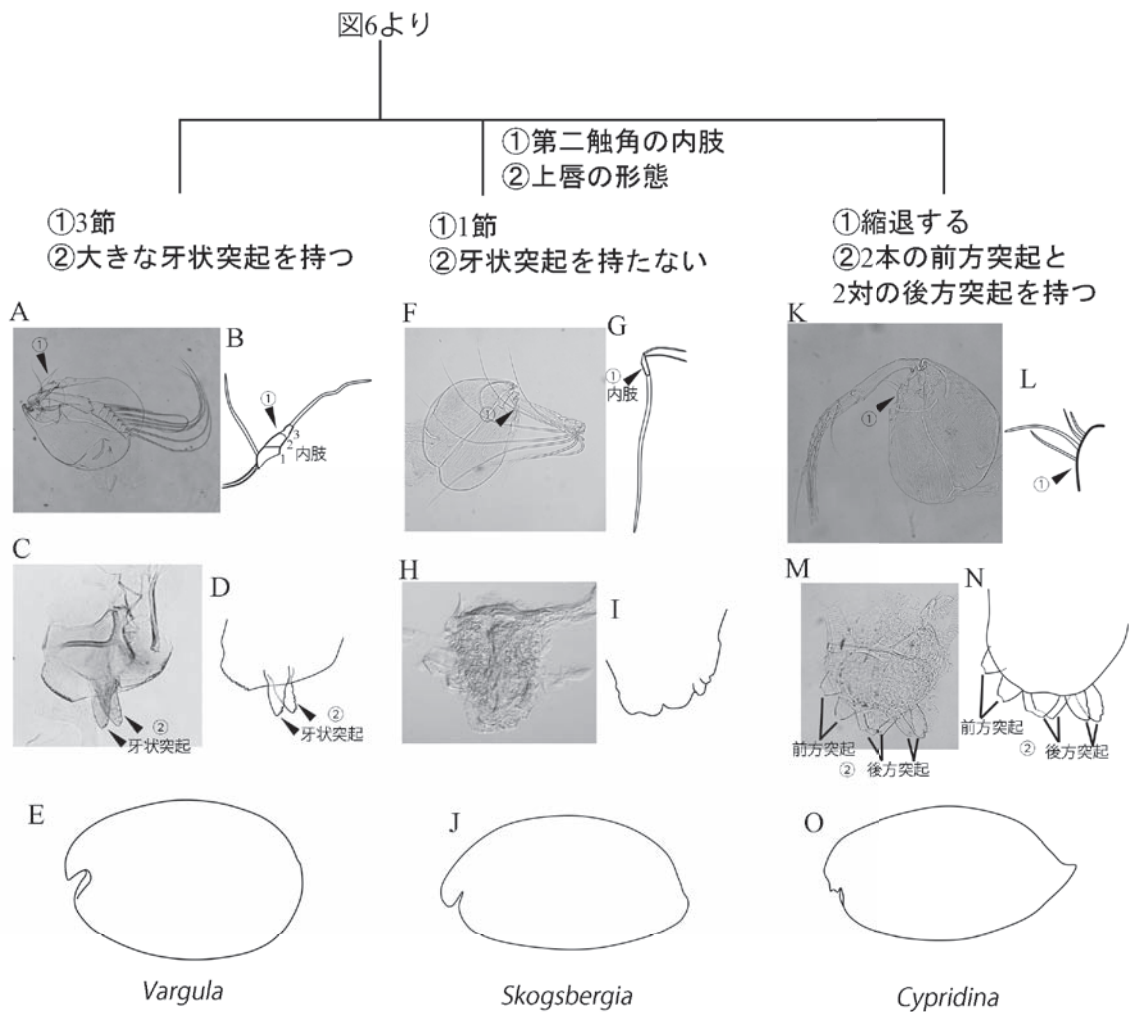 図6より
①第二触角の内肢
②上唇の形態
①3節
②大きな牙状突起を持つ
①1節
②牙状突起を持たない
①縮退する
②2本の前方突起と
2対の後方突起を持つ
A
①
B
①
3
2
1
内肢
F
①
G
①
内肢
K
①
L
①
C
②
牙状突起
D
②
牙状突起
H
I
M
前方突起
②
後方突起
N
前方突起
②
後方突起
E
J
O
Vargula
Skogsbergia
Cypridina